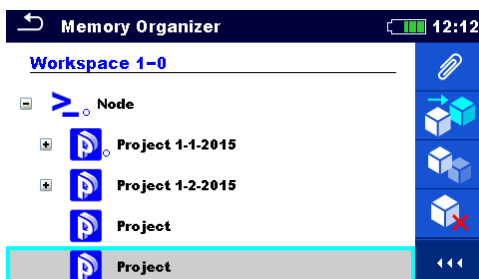 Memory Organizer
12:12
Workspace 1-0
Node
Project 1-1-2015
Project 1-2-2015
Project
Project